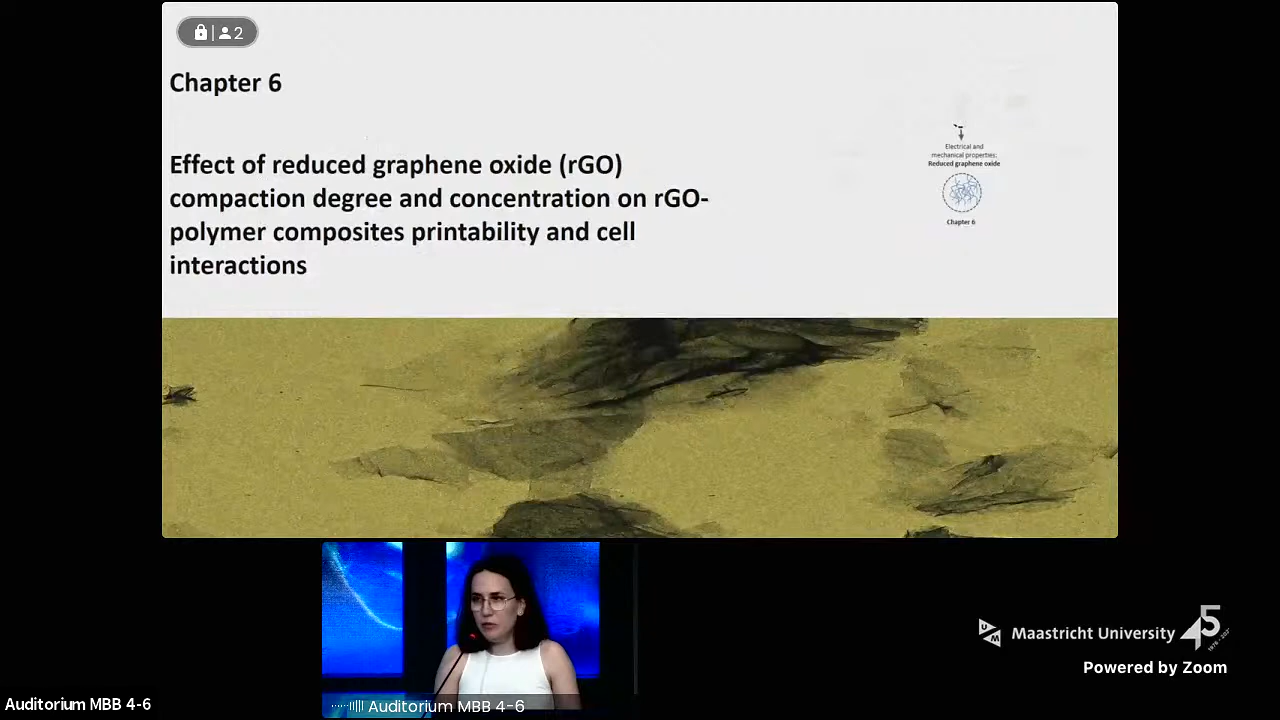 2
Chapter 6
Effect of reduced graphene oxide (rGO)
compaction degree and concentration on rGO-
polymer composites printability and cell
interactions
Electrical and
mechanical properties:
Reduced graphene oxide
Chapter 6
UM
Maastricht University
45
Powered by Zoom
Auditorium MBB 4-6
Auditorium MBB 4-6